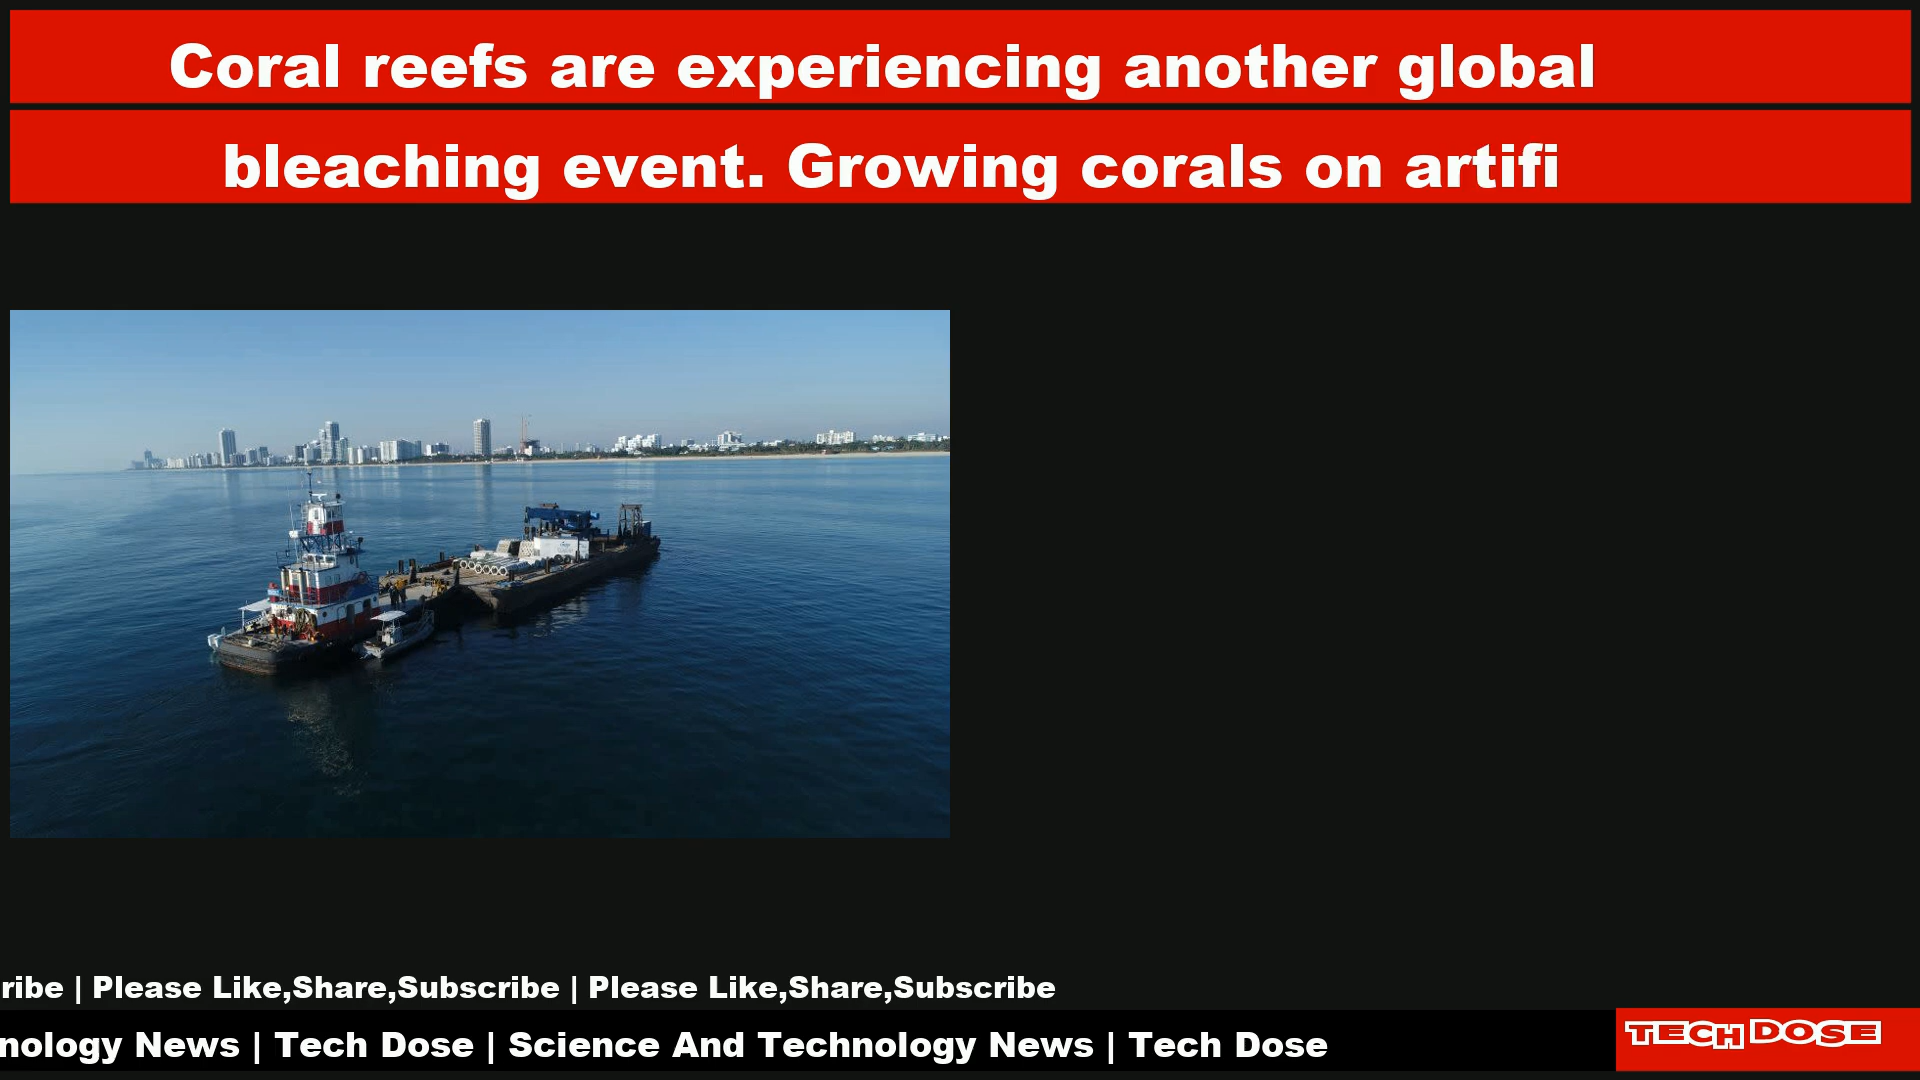 Coral reefs are experiencing another global
bleaching event. Growing corals on artifi
ribe | Please Like,Share,Subscribe | Please Like,Share,Subscribe
nology News | Tech Dose | Science And Technology News | Tech Dose
TECH DOSE